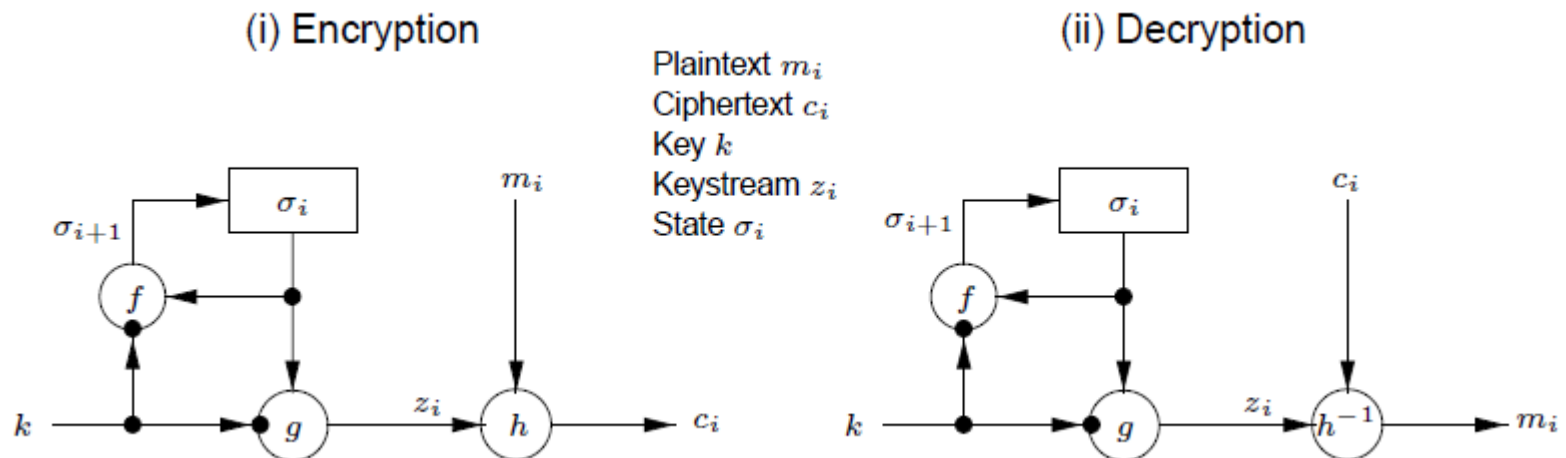 (i) Encryption
(ii) Decryption
Plaintext m_i
Ciphertext c_i
Key k
Keystream z_i
State σ_i
σ_i
m_i
σ_{i+1}
f
k
g
z_i
h
c_i
σ_i
c_i
σ_{i+1}
f
k
g
z_i
h^{-1}
m_i